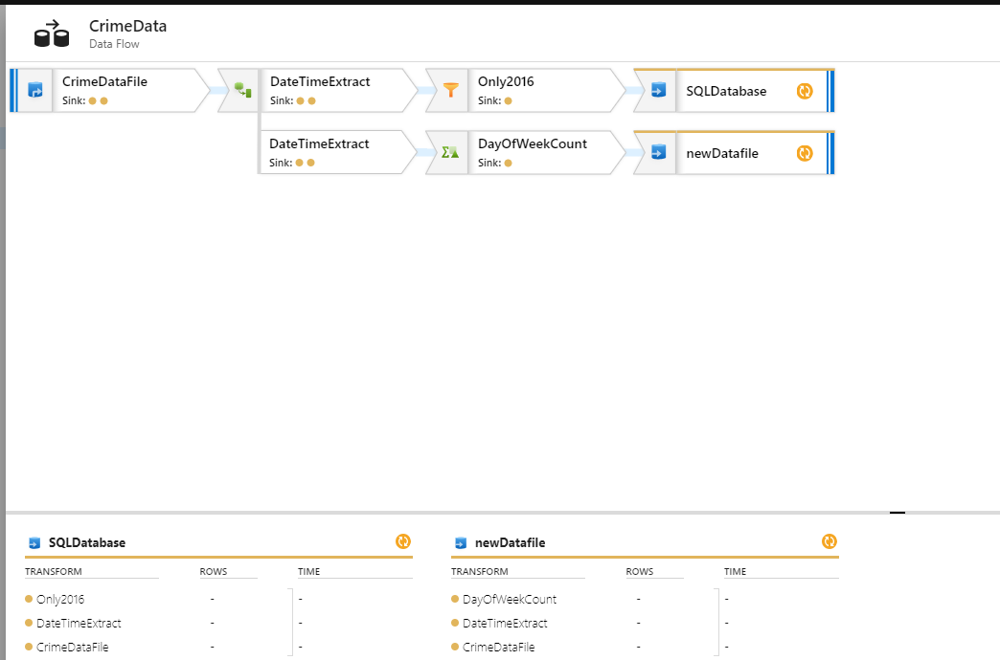 CrimeData
Data Flow
CrimeDataFile
Sink:
DateTimeExtract
Sink:
Only2016
Sink:
SQLDatabase
DateTimeExtract
Sink:
DayOfWeekCount
Sink:
newDatafile
SQLDatabase
TRANSFORM ROWS TIME
Only2016 - -
DateTimeExtract - -
CrimeDataFile - -
newDatafile
TRANSFORM ROWS TIME
DayOfWeekCount - -
DateTimeExtract - -
CrimeDataFile - -